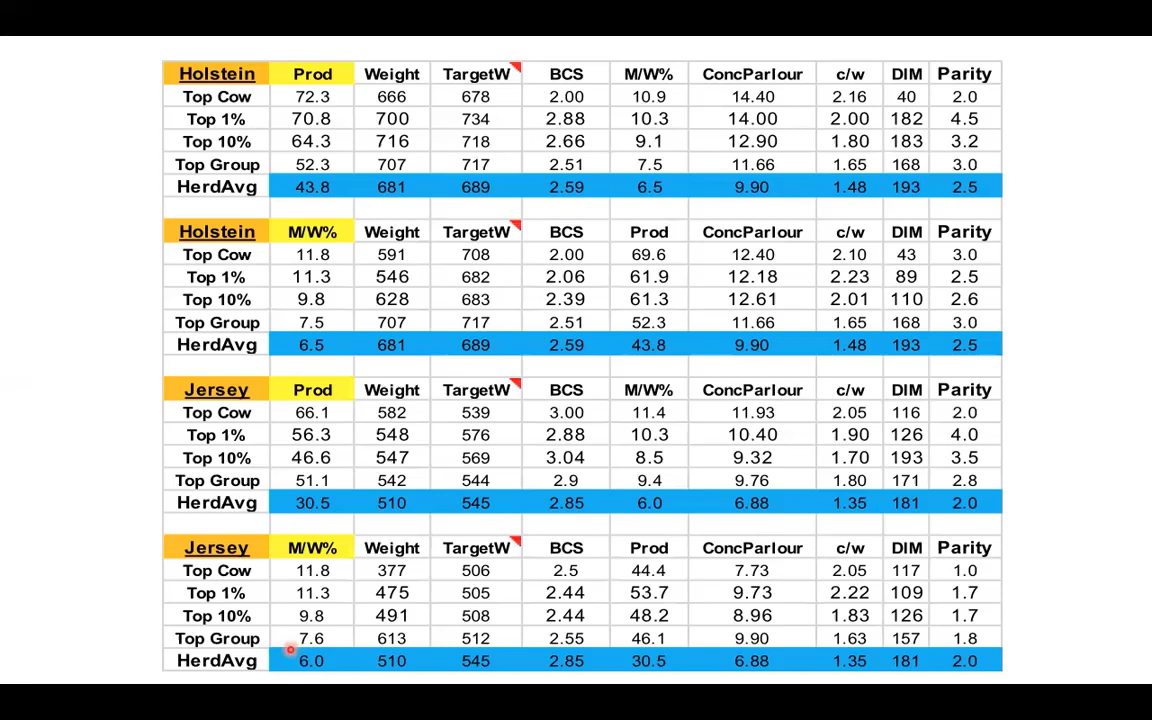 Holstein Prod Weight TargetW BCS M/W% ConcParlour c/w DIM Parity
Top Cow 72.3 666 678 2.00 10.9 14.40 2.16 40 2.0
Top 1% 70.8 700 734 2.88 10.3 14.00 2.00 182 4.5
Top 10% 64.3 716 718 2.66 9.1 12.90 1.80 183 3.2
Top Group 52.3 707 717 2.51 7.5 11.66 1.65 168 3.0
HerdAvg 43.8 681 689 2.59 6.5 9.90 1.48 193 2.5
Holstein M/W% Weight TargetW BCS Prod ConcParlour c/w DIM Parity
Top Cow 11.8 591 708 2.00 69.6 12.40 2.10 43 3.0
Top 1% 11.3 546 682 2.06 61.9 12.18 2.23 89 2.5
Top 10% 9.8 628 683 2.39 61.3 12.61 2.01 110 2.6
Top Group 7.5 707 717 2.51 52.3 11.66 1.65 168 3.0
HerdAvg 6.5 681 689 2.59 43.8 9.90 1.48 193 2.5
Jersey Prod Weight TargetW BCS M/W% ConcParlour c/w DIM Parity
Top Cow 66.1 582 539 3.00 11.4 11.93 2.05 116 2.0
Top 1% 56.3 548 576 2.88 10.3 10.40 1.90 126 4.0
Top 10% 46.6 547 569 3.04 8.5 9.32 1.70 193 3.5
Top Group 51.1 542 544 2.9 9.4 9.76 1.80 171 2.8
HerdAvg 30.5 510 545 2.85 6.0 6.88 1.35 181 2.0
Jersey M/W% Weight TargetW BCS Prod ConcParlour c/w DIM Parity
Top Cow 11.8 377 506 2.5 44.4 7.73 2.05 117 1.0
Top 1% 11.3 475 505 2.44 53.7 9.73 2.22 109 1.7
Top 10% 9.8 491 508 2.44 48.2 8.96 1.83 126 1.7
Top Group 7.6 613 512 2.55 46.1 9.90 1.63 157 1.8
HerdAvg 6.0 510 545 2.85 30.5 6.88 1.35 181 2.0